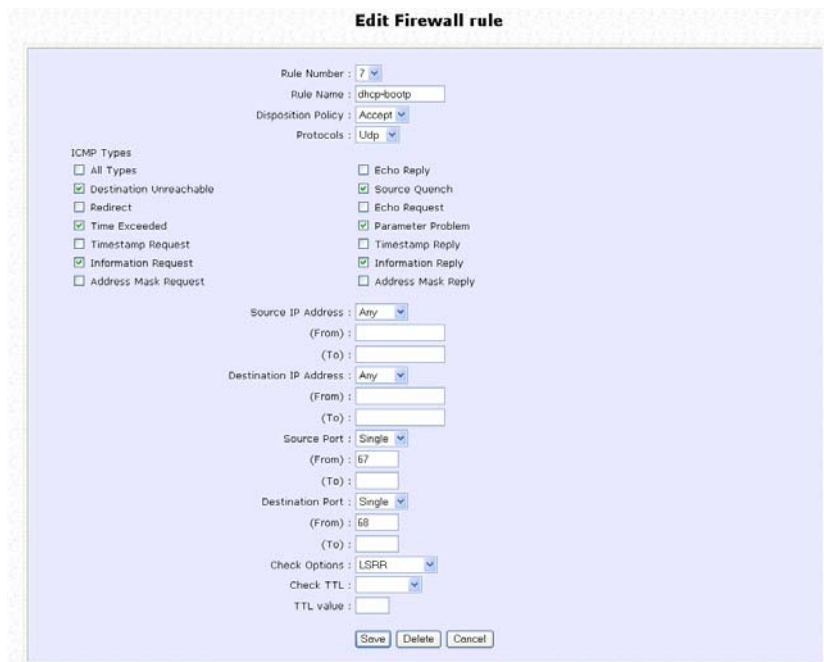 Edit Firewall rule
Rule Number : 7
Rule Name : dhcp-bootp
Disposition Policy : Accept
Protocols : Udp
ICMP Types
All Types Echo Reply
Destination Unreachable Source Quench
Redirect Echo Request
Time Exceeded Parameter Problem
Timestamp Request Timestamp Reply
Information Request Information Reply
Address Mask Request Address Mask Reply
Source IP Address : Any
(From) :
(To) :
Destination IP Address : Any
(From) :
(To) :
Source Port : Single
(From) : 67
(To) :
Destination Port : Single
(From) : 68
(To) :
Check Options : LSRR
Check TTL :
TTL value :
Save Delete Cancel